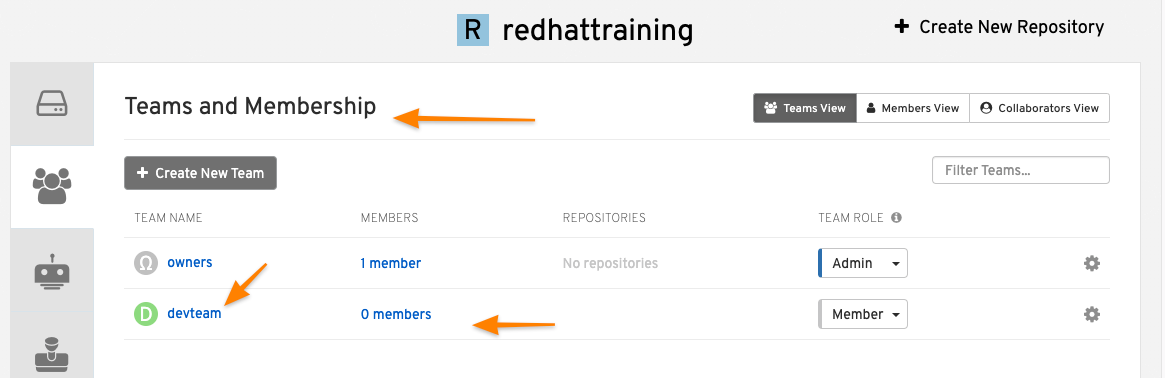 R redhattraining
+ Create New Repository
Teams and Membership
Teams View
Members View
Collaborators View
+ Create New Team
Filter Teams...
TEAM NAME MEMBERS REPOSITORIES TEAM ROLE
Ω owners 1 member No repositories Admin
D devteam 0 members Member